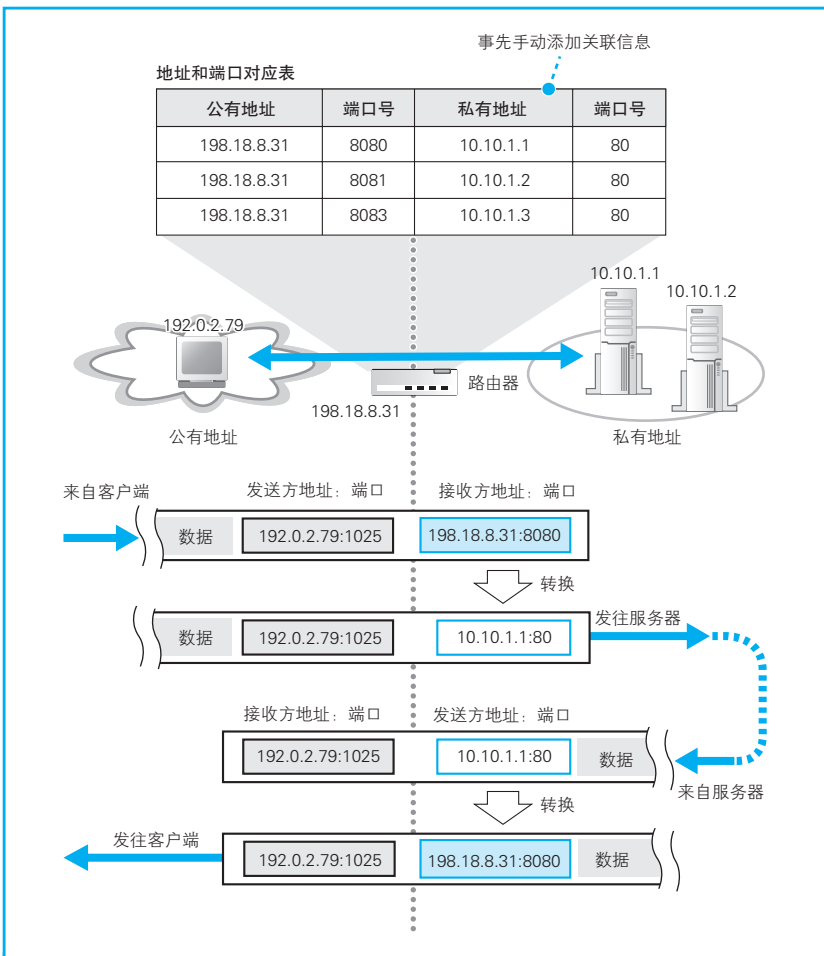 事先手动添加关联信息
地址和端口对应表
公有地址 端口号 私有地址 端口号
198.18.8.31 8080 10.10.1.1 80
198.18.8.31 8081 10.10.1.2 80
198.18.8.31 8083 10.10.1.3 80
10.10.1.1
10.10.1.2
192.0.2.79
路由器
198.18.8.31
公有地址
私有地址
来自客户端
发送方地址：端口 接收方地址：端口
数据 192.0.2.79:1025 198.18.8.31:8080
转换
发往服务器
数据 192.0.2.79:1025 10.10.1.1:80
接收方地址：端口 发送方地址：端口
192.0.2.79:1025 10.10.1.1:80 数据
来自服务器
转换
发往客户端
192.0.2.79:1025 198.18.8.31:8080 数据